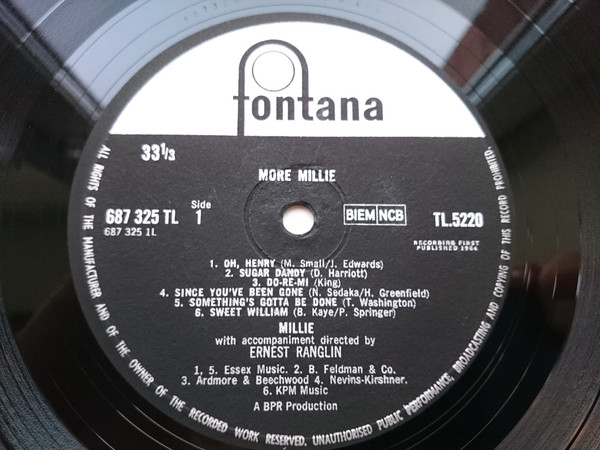 fontana
33 1/3
MORE MILLIE
687 325 TL
687 325 1L
Side
1
BIEM NCB
TL.5220
RECORDING FIRST
PUBLISHED 1964
1. OH, HENRY (M. Small/J. Edwards)
2. SUGAR DANDY (D. Harriott)
3. DO-RE-MI (King)
4. SINCE YOU'VE BEEN GONE (N. Sedaka/H. Greenfield)
5. SOMETHING'S GOTTA BE DONE (T. Washington)
6. SWEET WILLIAM (B. Kaye/P. Springer)
MILLIE
with accompaniment directed by
ERNEST RANGLIN
1. 5. Essex Music. 2. B. Feldman & Co.
3. Ardmore & Beechwood 4. Nevins-Kirshner.
6. KPM Music
A BPR Production
ALL RIGHTS OF THE MANUFACTURER AND OF THE OWNER OF THE RECORDED WORK RESERVED. UNAUTHORISED PUBLIC PERFORMANCE, BROADCASTING AND COPYING OF THIS RECORD PROHIBITED.